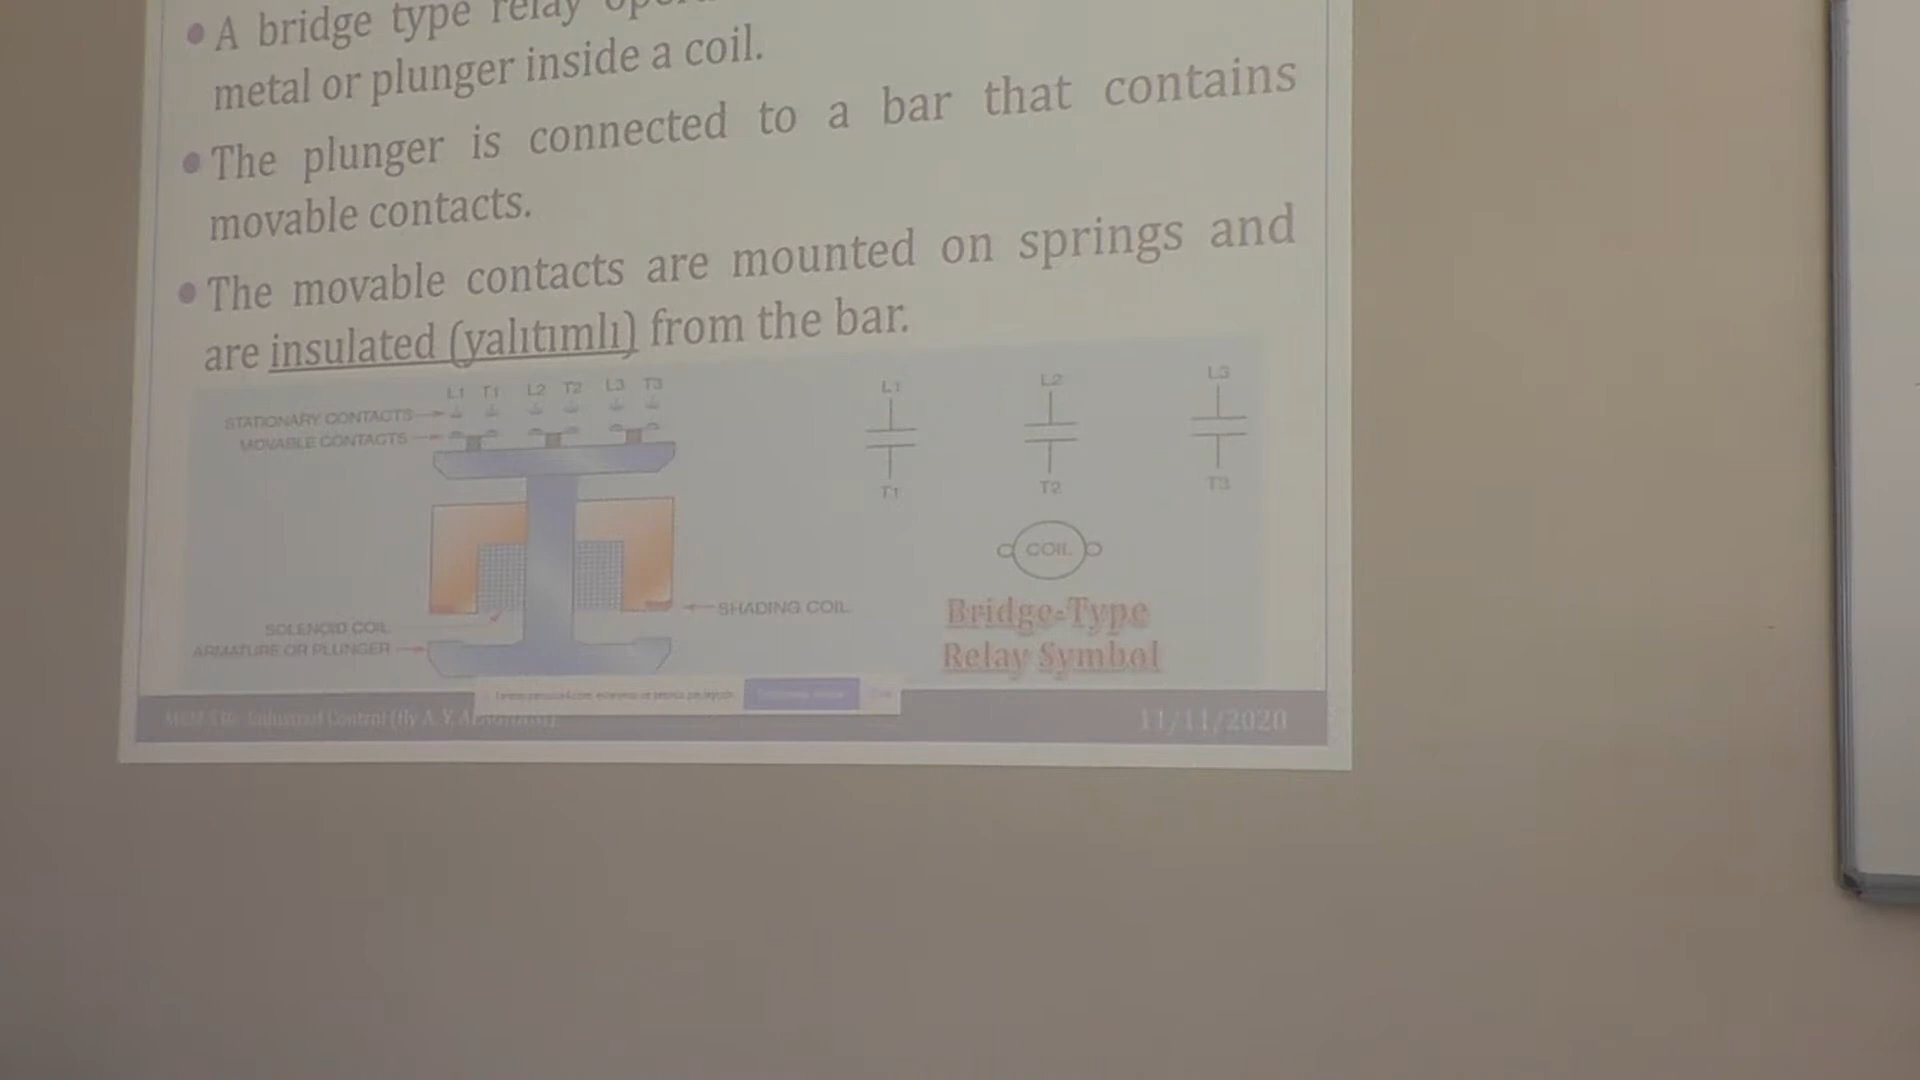 • A bridge type relay
metal or plunger inside a coil.
• The plunger is connected to a bar that contains
movable contacts.
• The movable contacts are mounted on springs and
are insulated (yalıtımlı) from the bar.
L1 T1 L2 T2 L3 T3
STATIONARY CONTACTS
MOVABLE CONTACTS
L1 L2 L3
T1 T2 T3
COIL
SHADING COIL
SOLENOID COIL
ARMATURE OR PLUNGER
Bridge-Type
Relay Symbol
Industrial Control (By A. Y.
11/11/2020